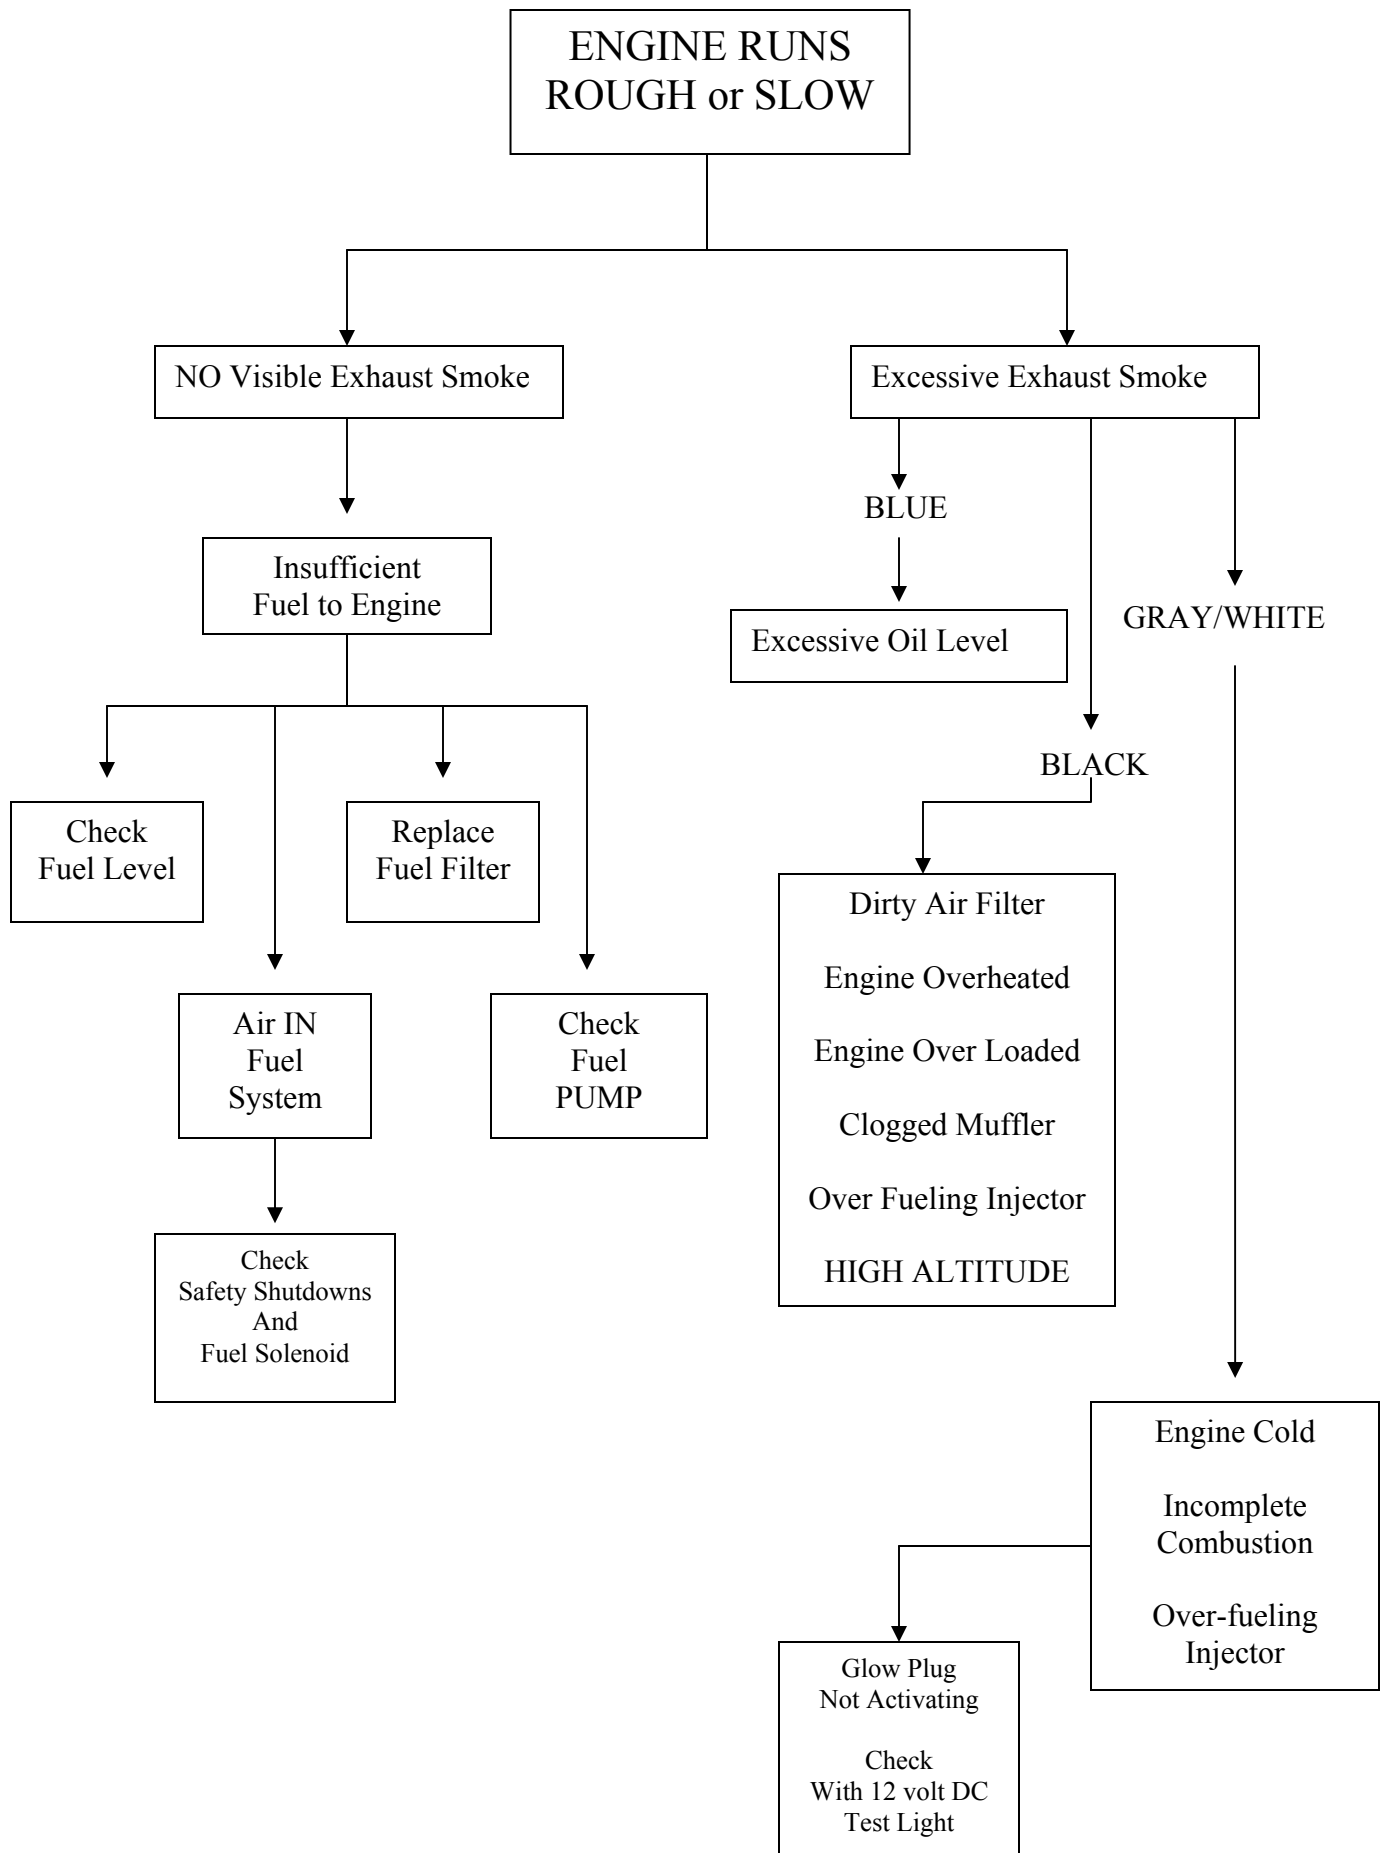 ENGINE RUNS
ROUGH or SLOW
NO Visible Exhaust Smoke
Excessive Exhaust Smoke
Insufficient
Fuel to Engine
Check
Fuel Level
Replace
Fuel Filter
Air IN
Fuel
System
Check
Fuel
PUMP
Check
Safety Shutdowns
And
Fuel Solenoid
BLUE
Excessive Oil Level
BLACK
Dirty Air Filter
Engine Overheated
Engine Over Loaded
Clogged Muffler
Over Fueling Injector
HIGH ALTITUDE
GRAY/WHITE
Engine Cold
Incomplete
Combustion
Over-fueling
Injector
Glow Plug
Not Activating
Check
With 12 volt DC
Test Light